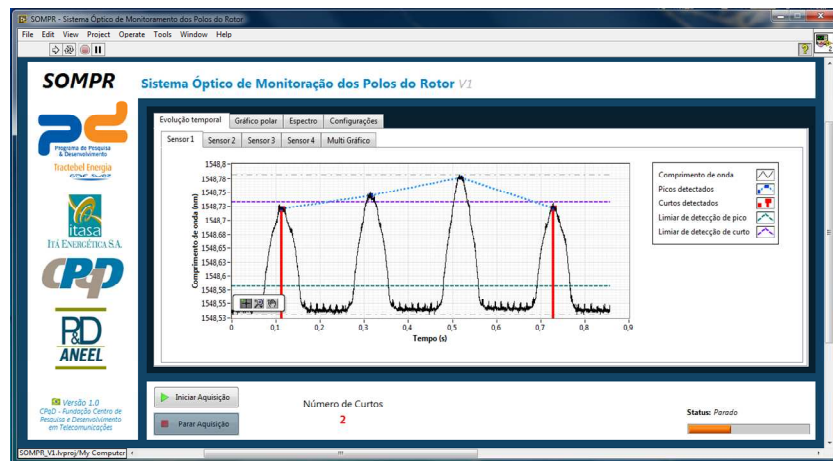 SOMPR - Sistema Óptico de Monitoramento dos Polos do Rotor
File Edit View Project Operate Tools Window Help
SOMPR
Sistema Óptico de Monitoração dos Polos do Rotor V1
Programa de Pesquisa
& Desenvolvimento
Tractebel Energia
itasa
ITÁ ENERGÉTICA S.A.
CPqD
P&D
ANEEL
Versão 1.0
CPqD - Fundação Centro de
Pesquisa e Desenvolvimento
em Telecomunicações
Evolução temporal Gráfico polar Espectro Configurações
Sensor 1 Sensor 2 Sensor 3 Sensor 4 Multi Gráfico
Comprimento de onda (nm)
1548,8
1548,78
1548,75
1548,73
1548,7
1548,68
1548,65
1548,63
1548,6
1548,58
1548,55
1548,53
0 0,1 0,2 0,3 0,4 0,5 0,6 0,7 0,8 0,9
Tempo (s)
Comprimento de onda
Picos detectados
Curtos detectados
Limiar de detecção de pico
Limiar de detecção de curto
Iniciar Aquisição
Parar Aquisição
Número de Curtos
2
Status: Parado
SOMPR_V1.lvproj/My Computer